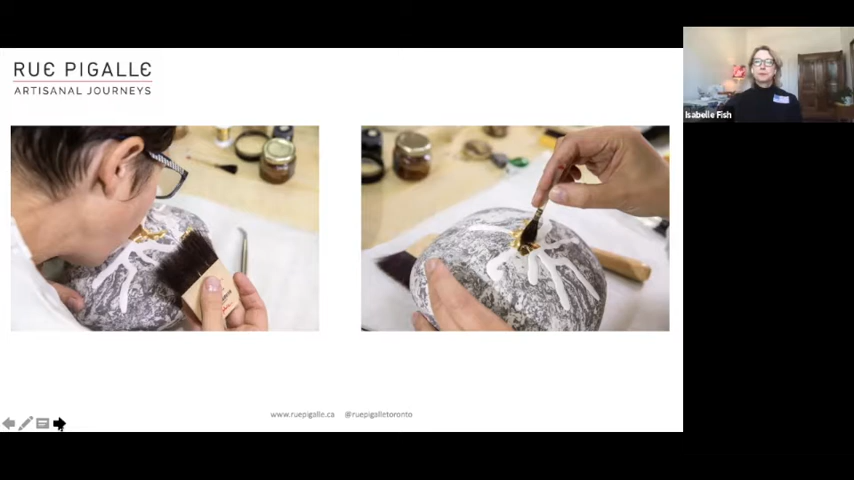 RUE PIGALLE
ARTISANAL JOURNEYS
Isabelle Fish
www.ruepigalle.ca @ruepigalletoronto